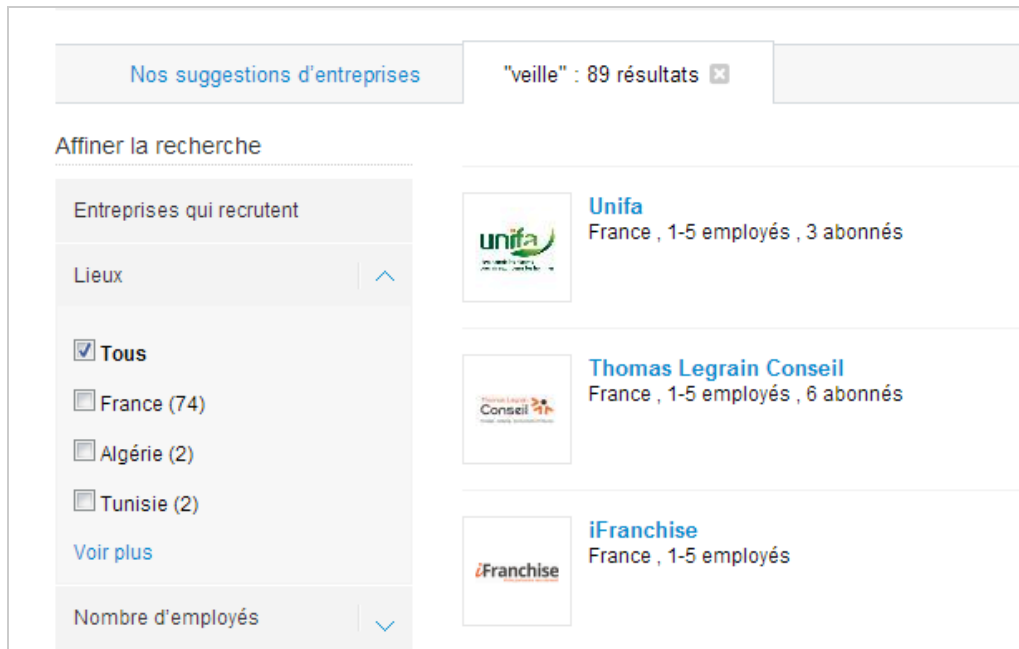 Nos suggestions d'entreprises
"veille" : 89 résultats
Affiner la recherche
Entreprises qui recrutent
Lieux
Tous
France (74)
Algérie (2)
Tunisie (2)
Voir plus
Nombre d'employés
unifa
Unifa
France , 1-5 employés , 3 abonnés
Thomas Legrain
Conseil
Thomas Legrain Conseil
France , 1-5 employés , 6 abonnés
iFranchise
iFranchise
France , 1-5 employés